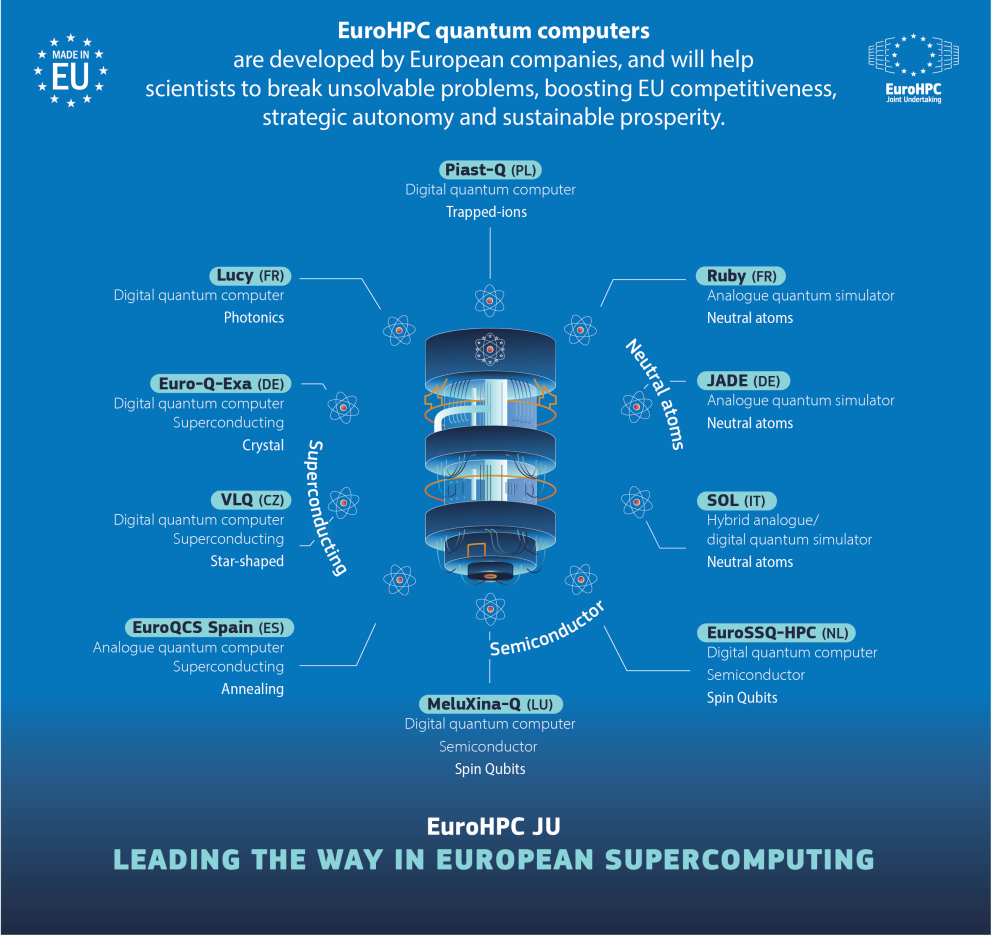 MADE IN
EU
EuroHPC quantum computers
are developed by European companies, and will help
scientists to break unsolvable problems, boosting EU competitiveness,
strategic autonomy and sustainable prosperity.
EuroHPC
Joint Undertaking
Piast-Q (PL)
Digital quantum computer
Trapped-ions
Lucy (FR)
Digital quantum computer
Photonics
Ruby (FR)
Analogue quantum simulator
Neutral atoms
Euro-Q-Exa (DE)
Digital quantum computer
Superconducting
Crystal
JADE (DE)
Analogue quantum simulator
Neutral atoms
Neutral atoms
Superconducting
VLQ (CZ)
Digital quantum computer
Superconducting
Star-shaped
SOL (IT)
Hybrid analogue/
digital quantum simulator
Neutral atoms
EuroQCS Spain (ES)
Analogue quantum computer
Superconducting
Annealing
Semiconductor
EuroSSQ-HPC (NL)
Digital quantum computer
Semiconductor
Spin Qubits
MeluXina-Q (LU)
Digital quantum computer
Semiconductor
Spin Qubits
EuroHPC JU
LEADING THE WAY IN EUROPEAN SUPERCOMPUTING